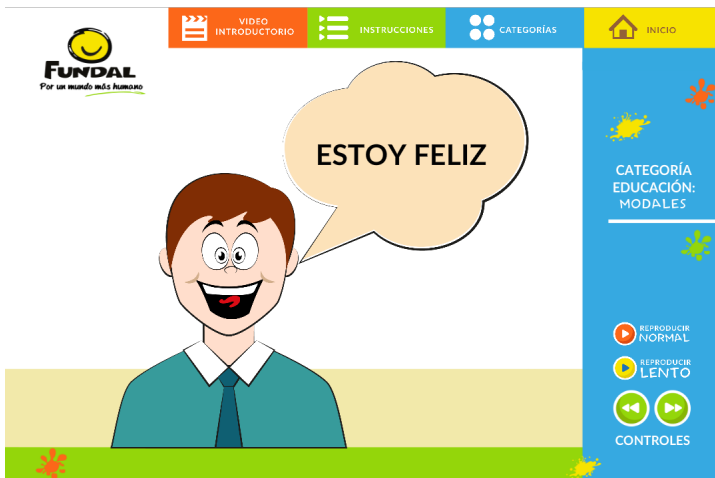 FUNDAL
Por un mundo más humano
VIDEO
INTRODUCTORIO
INSTRUCCIONES
CATEGORÍAS
INICIO
ESTOY FELIZ
CATEGORÍA
EDUCACIÓN:
MODALES
REPRODUCIR
NORMAL
REPRODUCIR
LENTO
CONTROLES